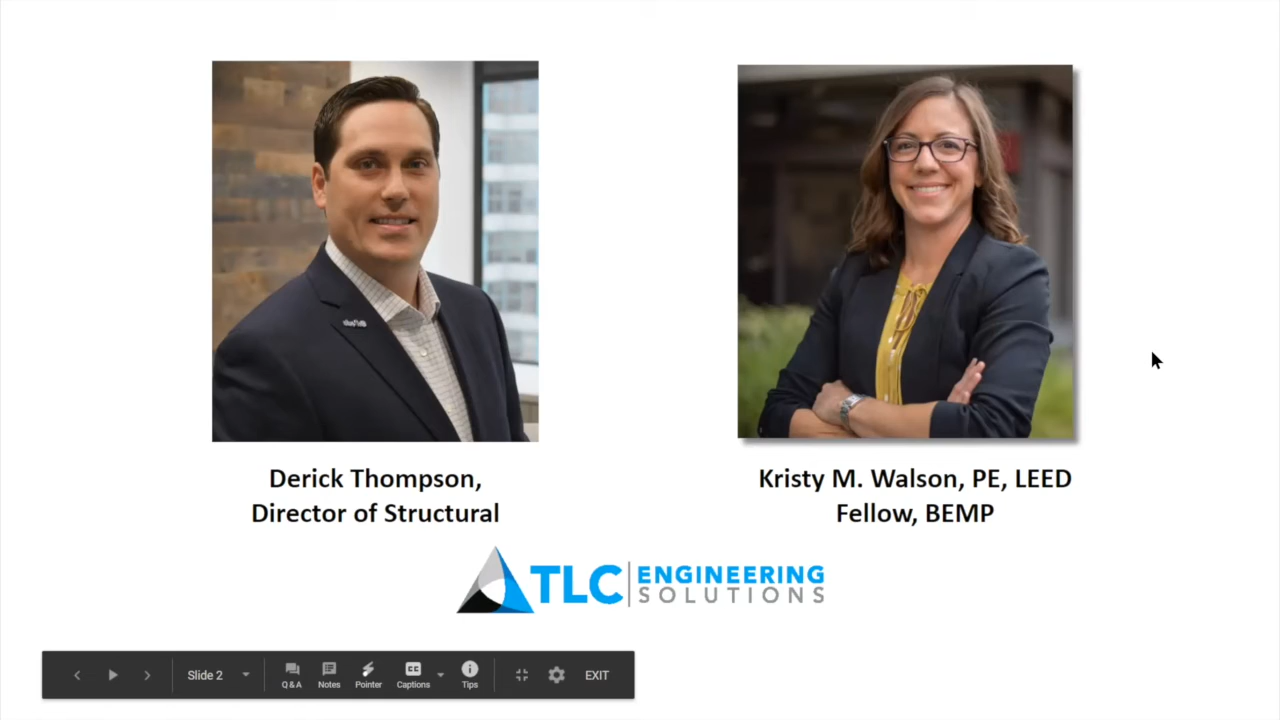 Derick Thompson,
Director of Structural
Kristy M. Walson, PE, LEED
Fellow, BEMP
TLC
ENGINEERING
SOLUTIONS
Slide 2
Q&A
Notes
Pointer
CC
Captions
Tips
EXIT